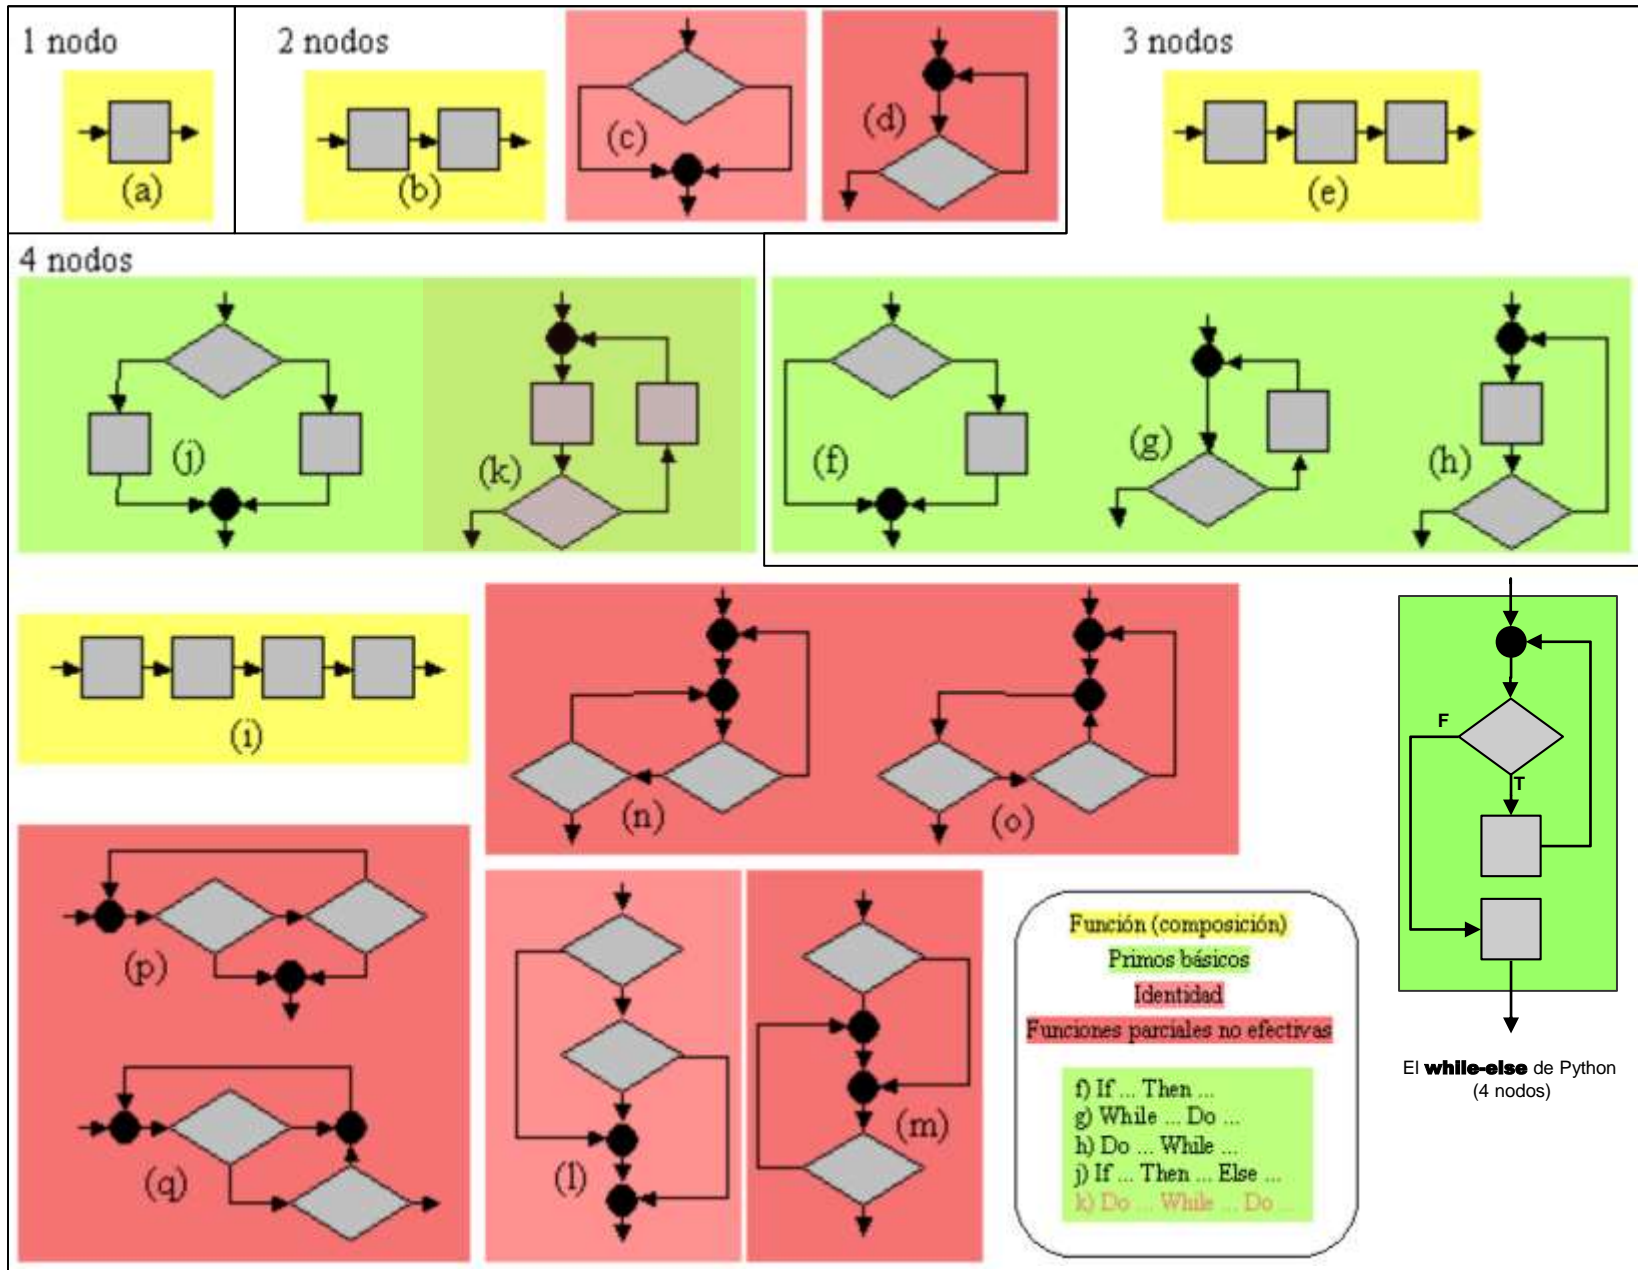 1 nodo
2 nodos
3 nodos
(a)
(b)
(c)
(d)
(e)
4 nodos
(j)
(k)
(f)
(g)
(h)
(i)
(n)
(o)
F
T
(p)
(q)
(l)
(m)
Función (composición)
Primos básicos
Identidad
Funciones parciales no efectivas
f) If ... Then ...
g) While ... Do ...
h) Do ... While ...
j) If ... Then ... Else ...
k) Do ... While ... Do ...
El while-else de Python
(4 nodos)